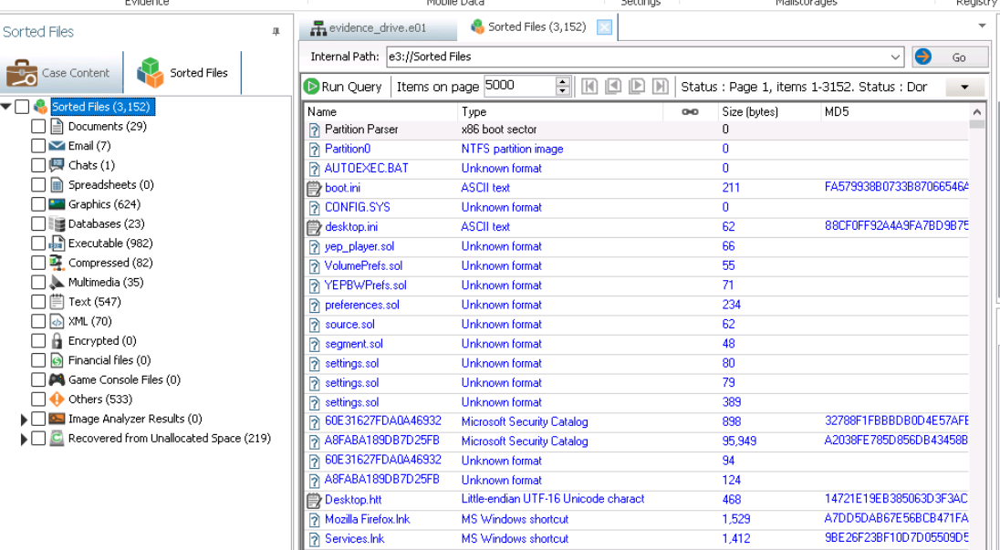 Evidence
Mobile Data
Settings
Mailstorages
Registry
Sorted Files
Case Content
Sorted Files
Sorted Files (3,152)
Documents (29)
Email (7)
Chats (1)
Spreadsheets (0)
Graphics (624)
Databases (23)
Executable (982)
Compressed (82)
Multimedia (35)
Text (547)
XML (70)
Encrypted (0)
Financial files (0)
Game Console Files (0)
Others (533)
Image Analyzer Results (0)
Recovered from Unallocated Space (219)
evidence_drive.e01
Sorted Files (3,152)
Internal Path: e3://Sorted Files Go
Run Query Items on page 5000 Status : Page 1, items 1-3152. Status : Dor
Name Type Size (bytes) MD5
Partition Parser x86 boot sector 0
Partition0 NTFS partition image 0
AUTOEXEC.BAT Unknown format 0
boot.ini ASCII text 211 FA579938B0733B87066546A
CONFIG.SYS Unknown format 0
desktop.ini ASCII text 62 88CF0FF92A4A9FA7BD9B75
yep_player.sol Unknown format 66
VolumePrefs.sol Unknown format 55
YEPBWPrefs.sol Unknown format 71
preferences.sol Unknown format 234
source.sol Unknown format 62
segment.sol Unknown format 48
settings.sol Unknown format 80
settings.sol Unknown format 79
settings.sol Unknown format 389
60E31627FDA0A46932 Microsoft Security Catalog 898 32788F1FBBBDB0D4E57AFE
A8FABA189DB7D25FB Microsoft Security Catalog 95,949 A2038FE785D856DB43458B
60E31627FDA0A46932 Unknown format 94
A8FABA189DB7D25FB Unknown format 124
Desktop.htt Little-endian UTF-16 Unicode charact 468 14721E19EB385063D3F3AC
Mozilla Firefox.lnk MS Windows shortcut 1,529 A7DD5DAB67E56BCB471FA
Services.lnk MS Windows shortcut 1,412 9BE26F23BF10D7D05509D5